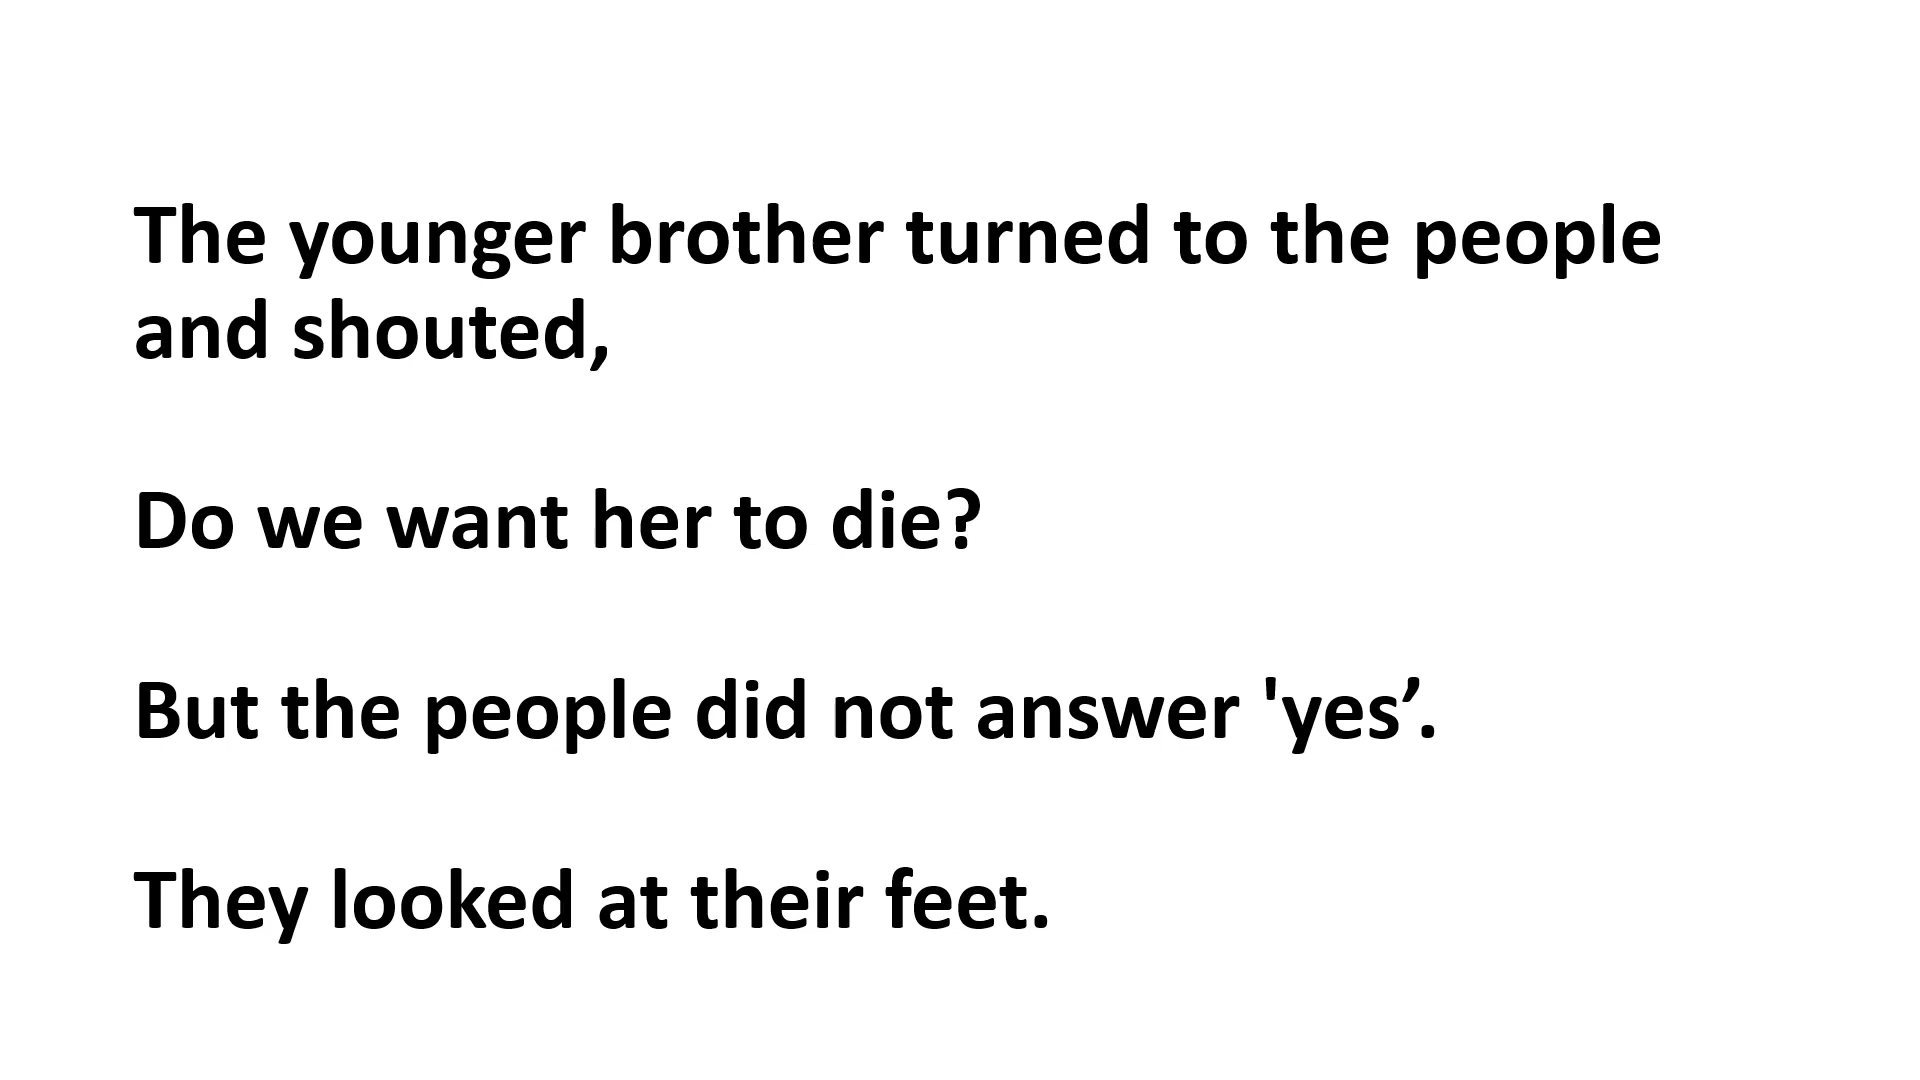 The younger brother turned to the people
and shouted,
Do we want her to die?
But the people did not answer 'yes’.
They looked at their feet.